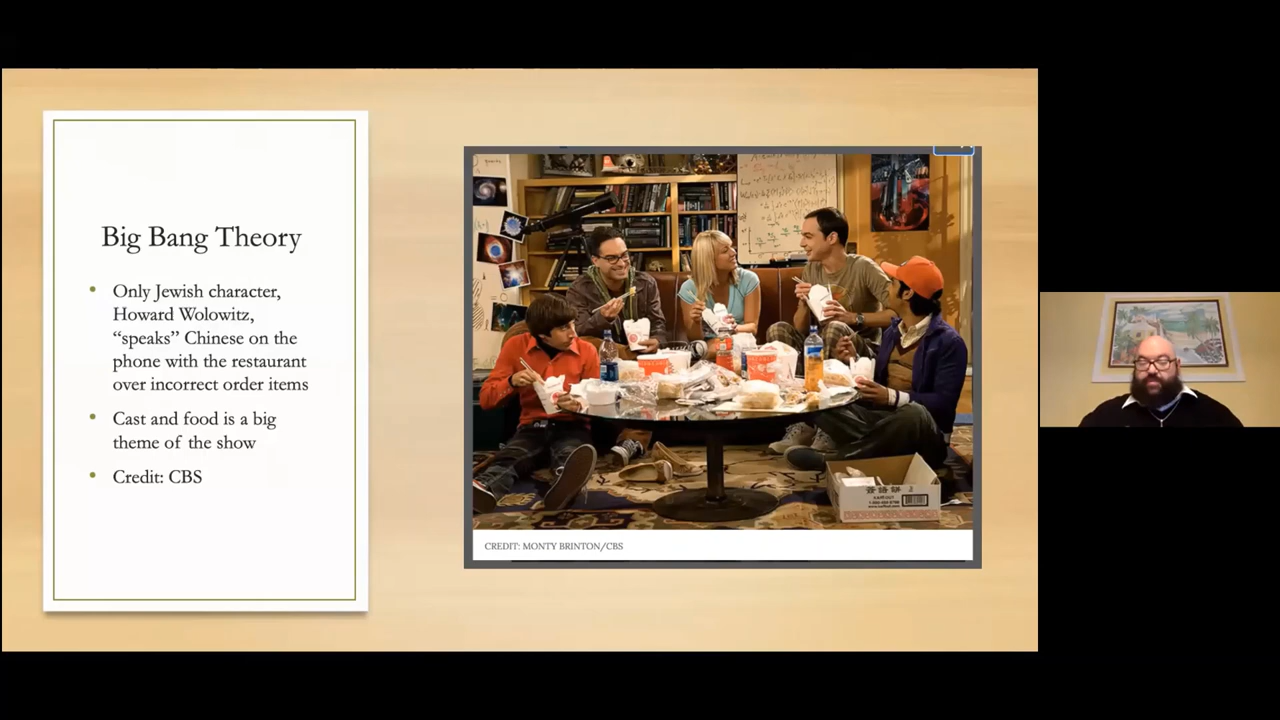 Big Bang Theory
• Only Jewish character,
Howard Wolowitz,
“speaks” Chinese on the
phone with the restaurant
over incorrect order items
• Cast and food is a big
theme of the show
• Credit: CBS
CREDIT: MONTY BRINTON/CBS